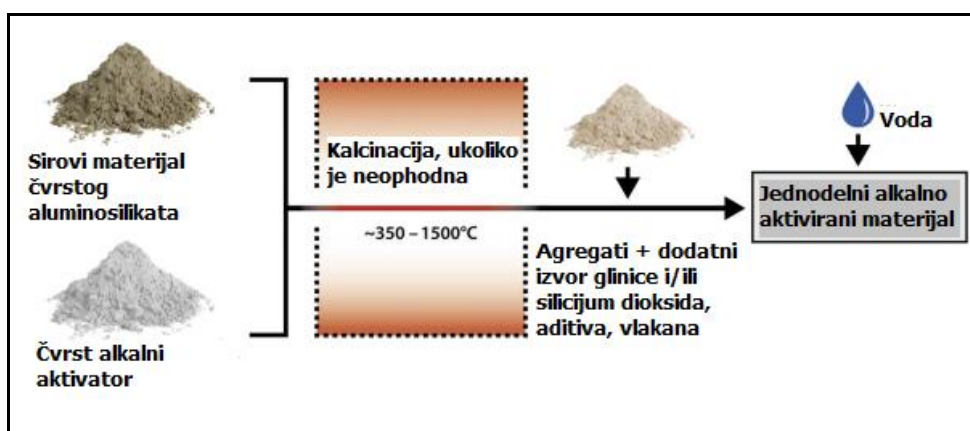 Sirovi materijal
čvrstog
aluminosilikata
Čvrst alkalni
aktivator
Kalcinacija, ukoliko
je neophodna
~350 – 1500°C
Agregati + dodatni
izvor glinice i/ili
silicijum dioksida,
aditiva, vlakana
Voda
Jednodelni alkalno
aktivirani materijal